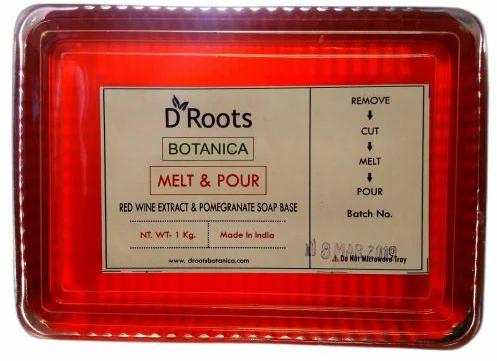 D'Roots
BOTANICA
MELT & POUR
RED WINE EXTRACT & POMEGRANATE SOAP BASE
NT. WT- 1 Kg.
Made In India
www.drootsbotanica.com
REMOVE
CUT
MELT
POUR
Batch No.
8 MAR
Do Not Microwave Tray